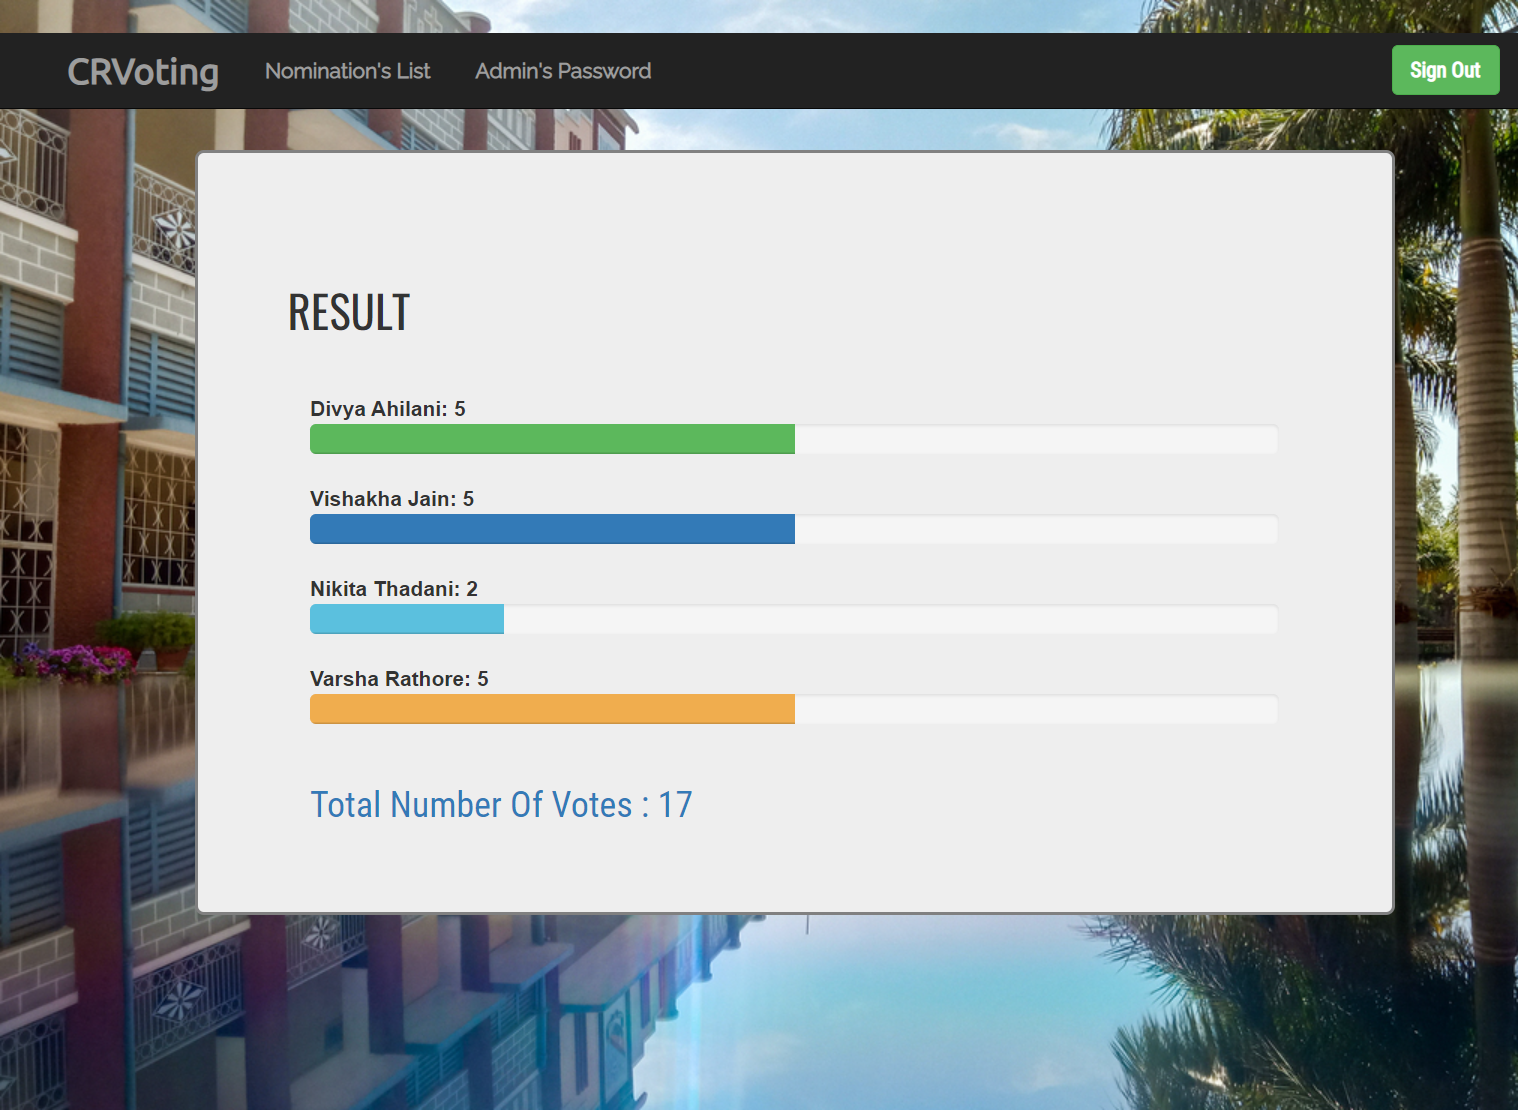 CRVoting Nomination's List Admin's Password Sign Out
RESULT
Divya Ahilani: 5
Vishakha Jain: 5
Nikita Thadani: 2
Varsha Rathore: 5
Total Number Of Votes : 17